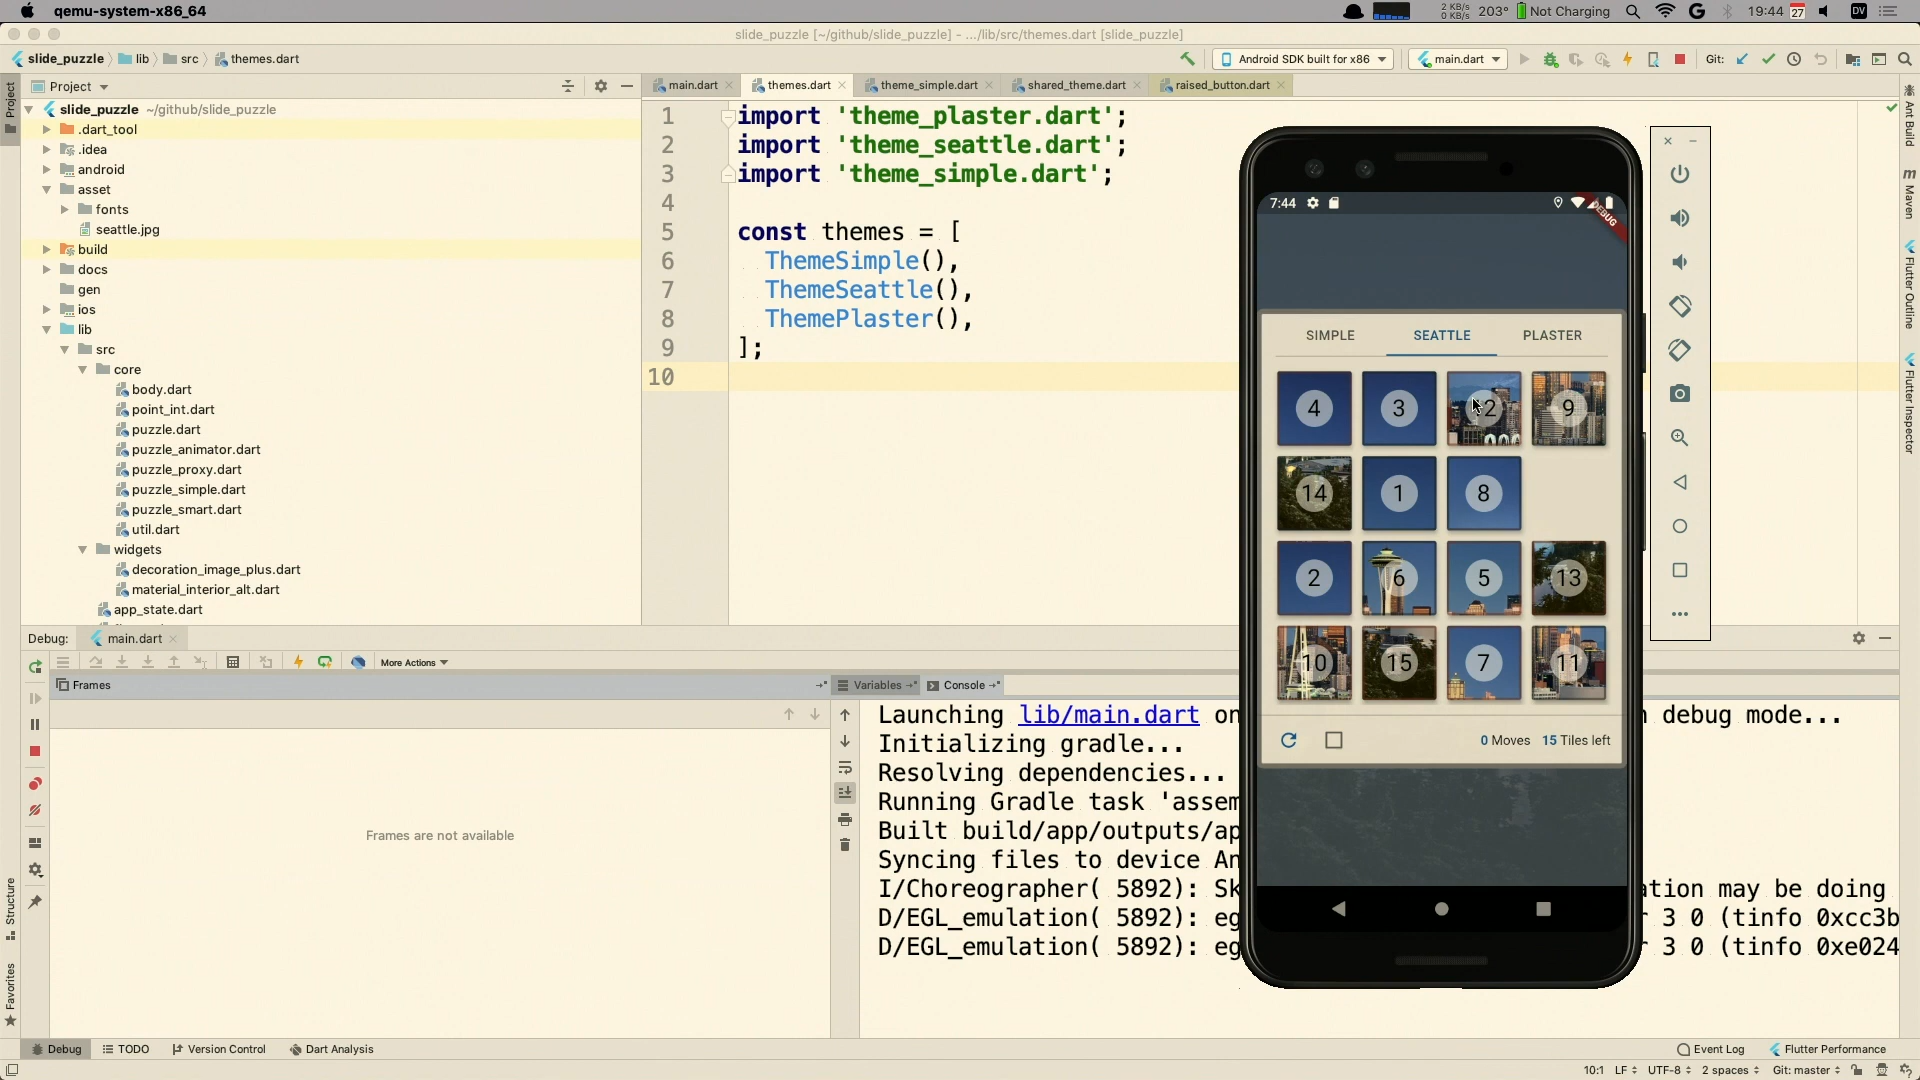 qemu-system-x86_64
2 KB/s
0 KB/s
203°
Not Charging
19:44
27
DV
slide_puzzle [~/github/slide_puzzle] - .../lib/src/themes.dart [slide_puzzle]
slide_puzzle
lib
src
themes.dart
Android SDK built for x86
main.dart
Git:
Project
main.dart
themes.dart
theme_simple.dart
shared_theme.dart
raised_button.dart
Project
slide_puzzle ~/github/slide_puzzle
.dart_tool
.idea
android
asset
fonts
seattle.jpg
build
docs
gen
ios
lib
src
core
body.dart
point_int.dart
puzzle.dart
puzzle_animator.dart
puzzle_proxy.dart
puzzle_simple.dart
puzzle_smart.dart
util.dart
widgets
decoration_image_plus.dart
material_interior_alt.dart
app_state.dart
1 import 'theme_plaster.dart';
2 import 'theme_seattle.dart';
3 import 'theme_simple.dart';
4
5 const themes = [
6 ThemeSimple(),
7 ThemeSeattle(),
8 ThemePlaster(),
9 ];
10
7:44
DEBUG
SIMPLE SEATTLE PLASTER
4 3 2 9
14 1 8
2 6 5 13
10 15 7 11
0 Moves 15 Tiles left
Ant Build
m Maven
Flutter Outline
Flutter Inspector
Debug: main.dart
More Actions
Frames
Variables
Console
Frames are not available
Launching lib/main.dart on debug mode...
Initializing gradle...
Resolving dependencies...
Running Gradle task 'assem
Built build/app/outputs/ap
Syncing files to device An
I/Choreographer( 5892): Sk ation may be doing
D/EGL_emulation( 5892): eg r 3 0 (tinfo 0xcc3b
D/EGL_emulation( 5892): eg r 3 0 (tinfo 0xe024
Structure
Favorites
Debug
TODO
Version Control
Dart Analysis
Event Log
Flutter Performance
10:1 LF UTF-8 2 spaces Git: master